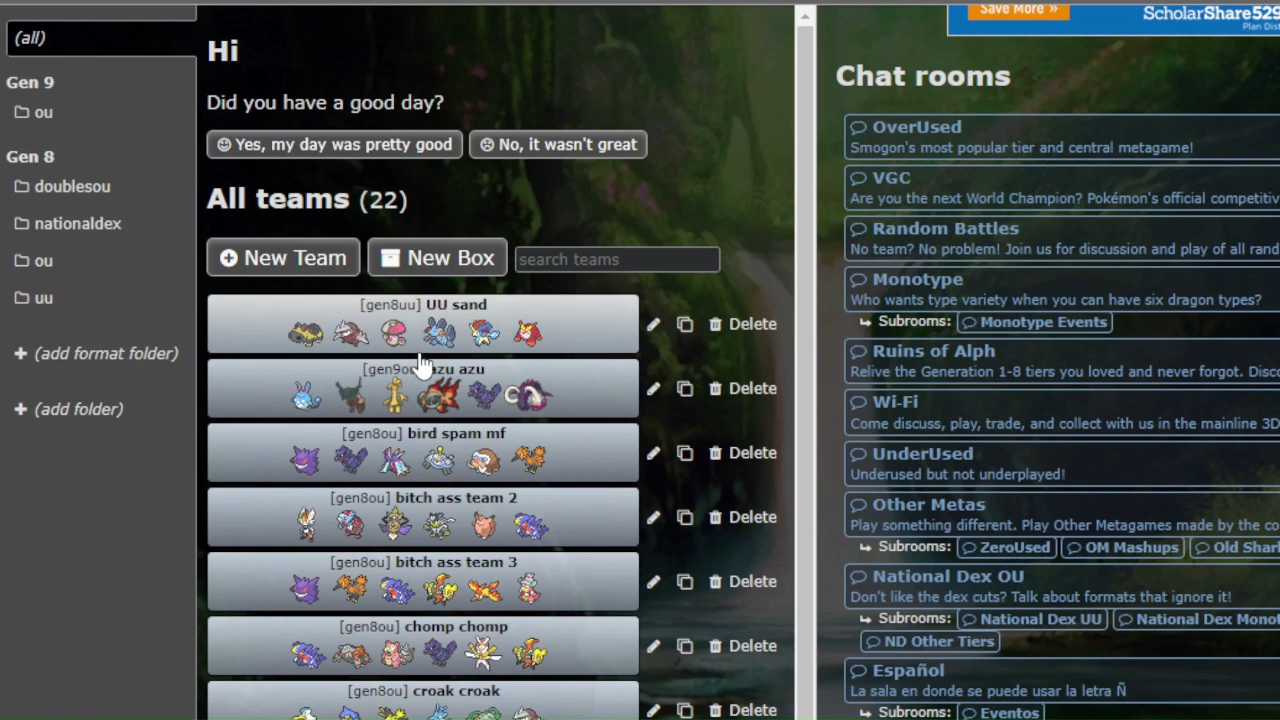 (all)
Gen 9
ou
Gen 8
doublesou
nationaldex
ou
uu
(add format folder)
(add folder)
Hi
Did you have a good day?
Yes, my day was pretty good
No, it wasn't great
All teams (22)
New Team
New Box
search teams
[gen8uu] UU sand
Delete
[gen9ou] azu azu
Delete
[gen8ou] bird spam mf
Delete
[gen8ou] bitch ass team 2
Delete
[gen8ou] bitch ass team 3
Delete
[gen8ou] chomp chomp
Delete
[gen8ou] croak croak
Delete
Save More »
ScholarShare529
Plan Dis
Chat rooms
OverUsed
Smogon's most popular tier and central metagame!
VGC
Are you the next World Champion? Pokémon's official competitiv
Random Battles
No team? No problem! Join us for discussion and play of all rand
Monotype
Who wants type variety when you can have six dragon types?
Subrooms: Monotype Events
Ruins of Alph
Relive the Generation 1-8 tiers you loved and never forgot. Disc
Wi-Fi
Come discuss, play, trade, and collect with us in the mainline 3D
UnderUsed
Underused but not underplayed!
Other Metas
Play something different. Play Other Metagames made by the co
Subrooms: ZeroUsed OM Mashups Old Shar
National Dex OU
Don't like the dex cuts? Talk about formats that ignore it!
Subrooms: National Dex UU National Dex Monot
ND Other Tiers
Español
La sala en donde se puede usar la letra Ñ
Subrooms: Eventos